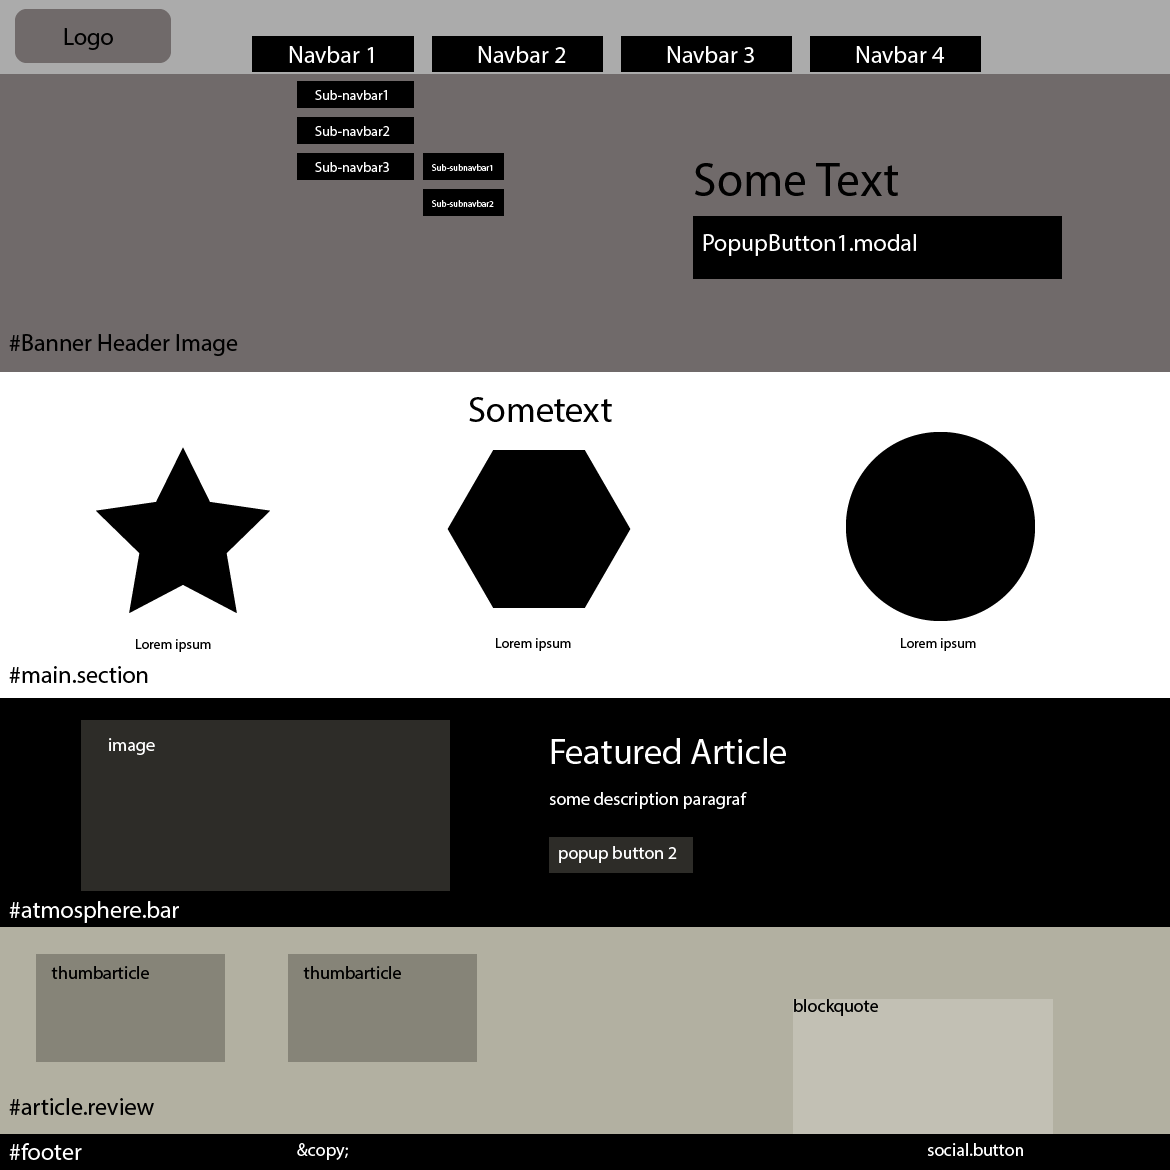 Logo
Navbar 1
Navbar 2
Navbar 3
Navbar 4
Sub-navbar1
Sub-navbar2
Sub-navbar3
Sub-subnavbar1
Sub-subnavbar2
Some Text
PopupButton1.modal
#Banner Header Image
Sometext
Lorem ipsum
Lorem ipsum
Lorem ipsum
#main.section
image
Featured Article
some description paragraf
popup button 2
#atmosphere.bar
thumbarticle
thumbarticle
blockquote
#article.review
#footer
&copy;
social.button